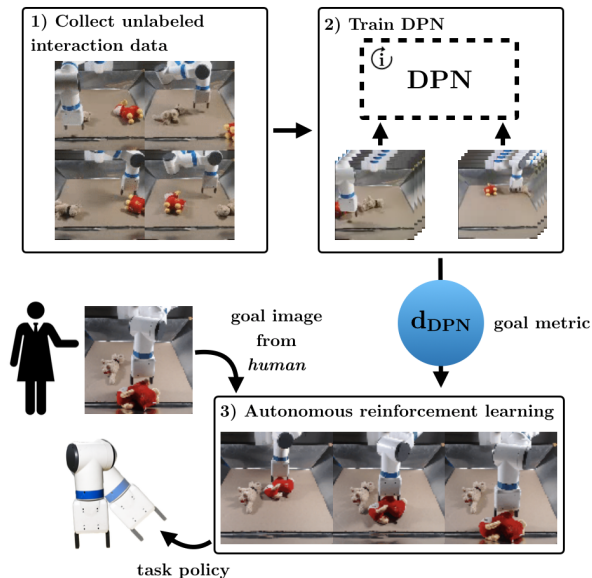 1) Collect unlabeled
interaction data
2) Train DPN
i
DPN
dDPN
goal metric
goal image
from
human
3) Autonomous reinforcement learning
task policy